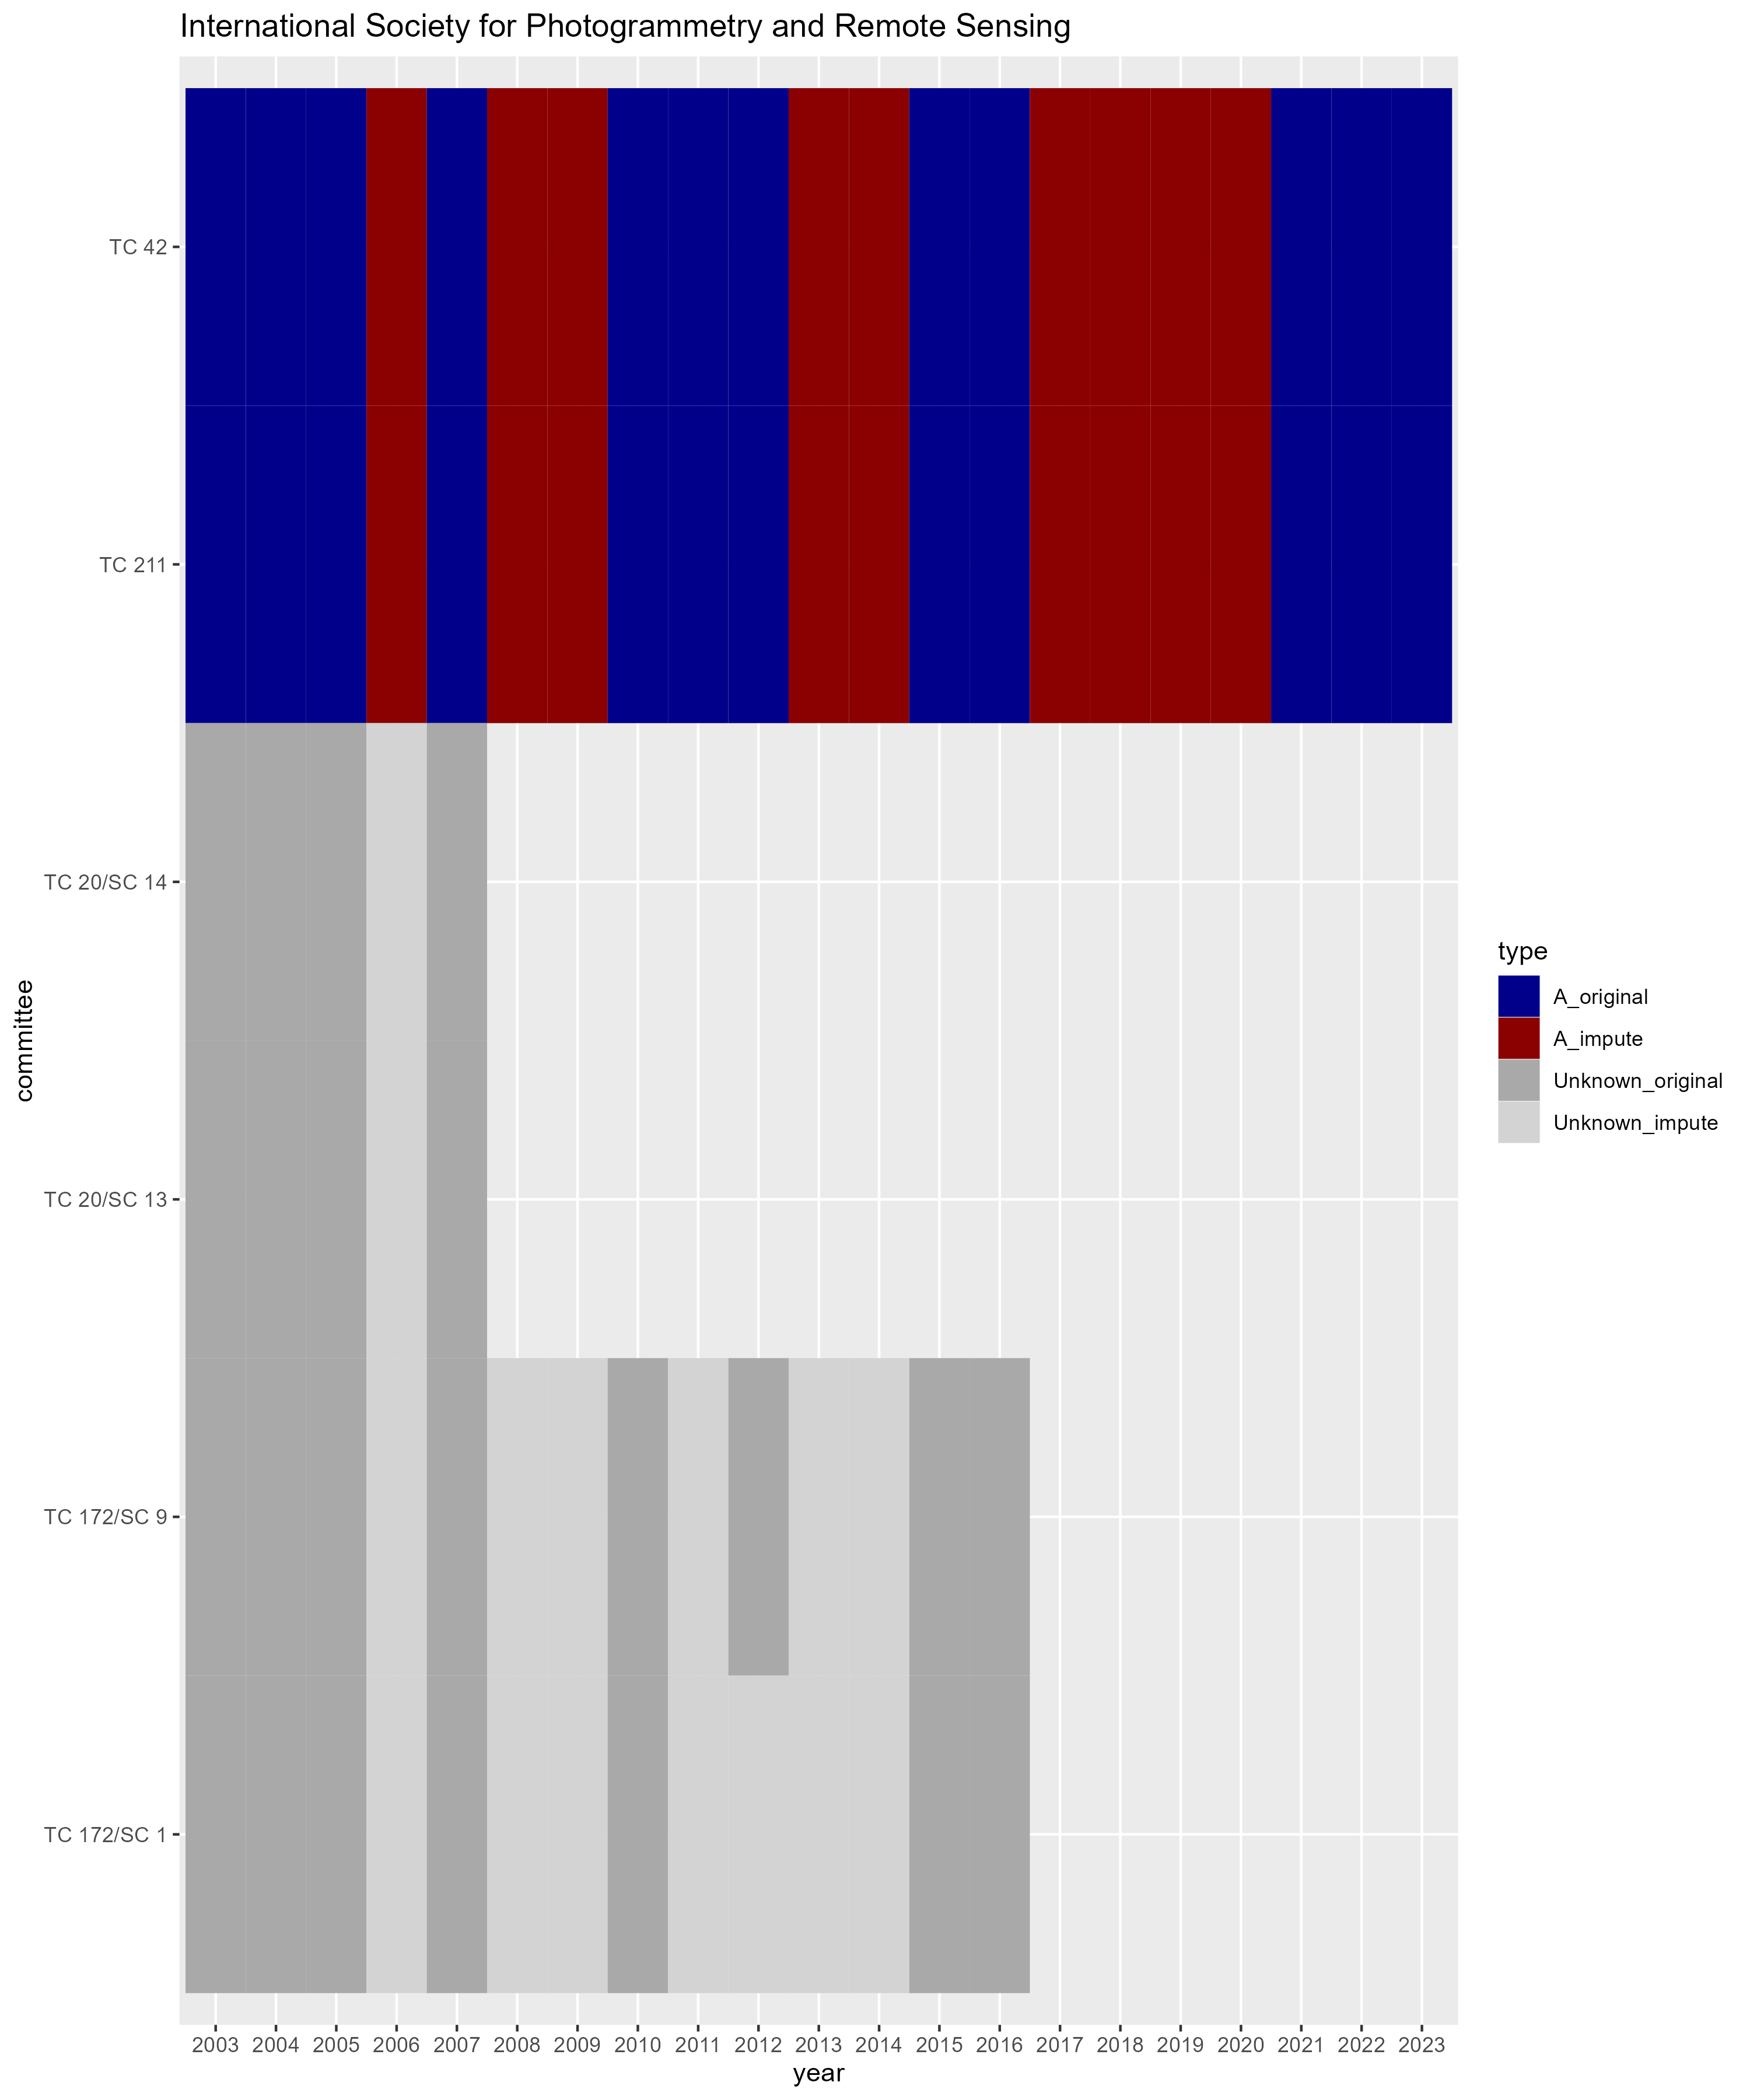 International Society for Photogrammetry and Remote Sensing
TC 42
TC 211
TC 20/SC 14
TC 20/SC 13
TC 172/SC 9
TC 172/SC 1
committee
2003 2004 2005 2006 2007 2008 2009 2010 2011 2012 2013 2014 2015 2016 2017 2018 2019 2020 2021 2022 2023
year
type
A_original
A_impute
Unknown_original
Unknown_impute